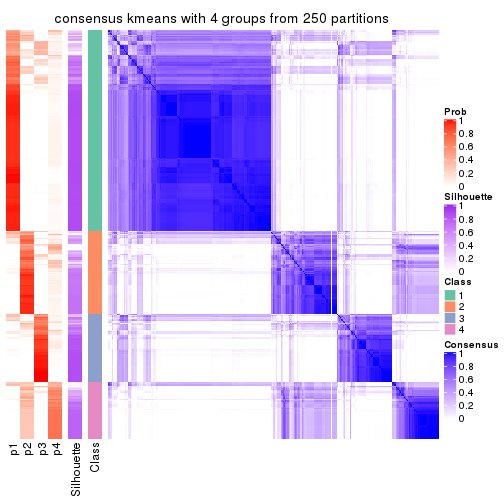 consensus kmeans with 4 groups from 250 partitions
Prob
1
0.8
0.6
0.4
0.2
0
Silhouette
1
0.8
0.6
0.4
0.2
0
Class
1
2
3
4
Consensus
1
0.8
0.6
0.4
0.2
0
p1
p2
p3
p4
Silhouette
Class